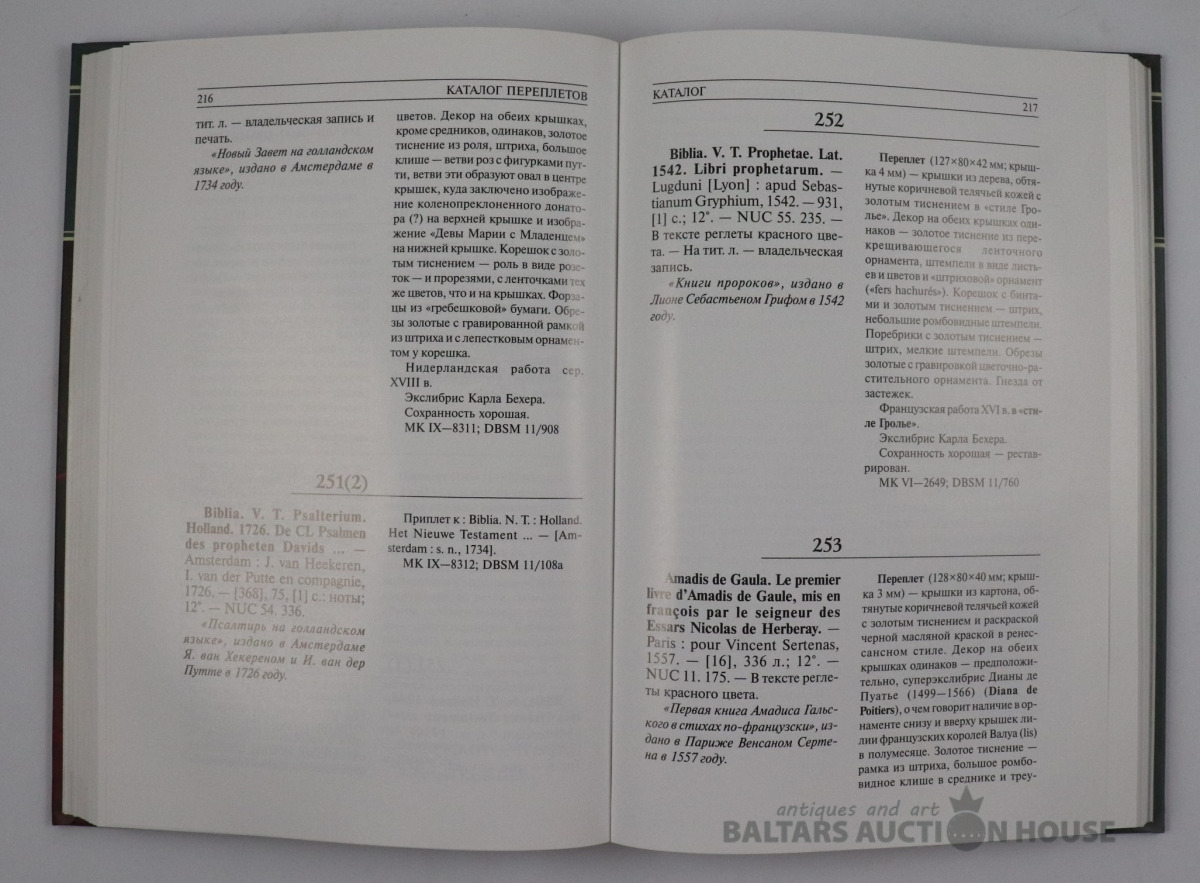 216
КАТАЛОГ ПЕРЕПЛЕТОВ
тит. л. — владельческая запись и
печать.
«Новый Завет на голландском
языке», издано в Амстердаме в
1734 году.
цветов. Декор на обеих крышках,
кроме средников, одинаков, золотое
тиснение из роля, штриха, большое
клише — ветви роз с фигурками пут-
ти, ветви эти образуют овал в центре
крышек, куда заключено изображе-
ние коленопреклоненного донато-
ра (?) на верхней крышке и изобра-
жение «Девы Марии с Младенцем»
на нижней крышке. Корешок с золо-
тым тиснением — роль в виде розе-
ток — и прорезями, с ленточками тех
же цветов, что и на крышках. Форза-
цы из «гребешковой» бумаги. Обре-
зы золотые с гравированной рамкой
из штриха и с лепестковым орнамен-
том у корешка.
Нидерландская работа сер.
XVIII в.
Экслибрис Карла Бехера.
Сохранность хорошая.
МК IX—8311; DBSM 11/908
251(2)
Biblia. V. T. Psalterium.
Holland. 1726. De CL Psalmen
des propheten Davids ... —
Amsterdam : J. van Heekeren,
I. van der Putte en compagnie,
1726. — [368], 75, [1] с.: ноты;
12°. — NUC 54. 336.
«Псалтирь на голландском
языке», издано в Амстердаме
Я. ван Хекереном и И. ван дер
Путте в 1726 году.
Приплет к : Biblia. N. T. : Holland.
Het Nieuwe Testament ... — [Am-
sterdam : s. n., 1734].
МК IX—8312; DBSM 11/108a
КАТАЛОГ
217
252
Biblia. V. T. Prophetae. Lat.
1542. Libri prophetarum. —
Lugduni [Lyon] : apud Sebas-
tianum Gryphium, 1542. — 931,
[1] с.; 12°. — NUC 55. 235. —
В тексте реглеты красного цве-
та. — На тит. л. — владельческая
запись.
«Книги пророков», издано в
Лионе Себастьеном Грифом в 1542
году.
Переплет (127×80×42 мм; крыш-
ка 4 мм) — крышки из дерева, обтя-
нутые коричневой телячьей кожей с
золотым тиснением в «стиле Гро-
лье». Декор на обеих крышках оди-
наков — золотое тиснение из пере-
крещивающегося ленточного
орнамента, штемпели в виде листь-
ев и цветов и «штриховой» орнамент
(«fers hachurés»). Корешок с бинта-
ми и золотым тиснением — штрих,
небольшие ромбовидные штемпели.
Поребрики с золотым тиснением —
штрих, мелкие штемпели. Обрезы
золотые с гравировкой цветочно-ра-
стительного орнамента. Гнезда от
застежек.
Французская работа XVI в. в «сти-
ле Гролье».
Экслибрис Карла Бехера.
Сохранность хорошая — рестав-
рирован.
МК VI—2649; DBSM 11/760
253
Amadis de Gaula. Le premier
livre d’Amadis de Gaule, mis en
françois par le seigneur des
Essars Nicolas de Herberay. —
Paris : pour Vincent Sertenas,
1557. — [16], 336 л.; 12°. —
NUC 11. 175. — В тексте регле-
ты красного цвета.
«Первая книга Амадиса Гальс-
кого в стихах по-французски», из-
дано в Париже Венсаном Серте-
на в 1557 году.
Переплет (128×80×40 мм; крыш-
ка 3 мм) — крышки из картона, об-
тянутые коричневой телячьей кожей
с золотым тиснением и раскраской
черной масляной краской в ренес-
сансном стиле. Декор на обеих
крышках одинаков — предположи-
тельно, суперэкслибрис Дианы де
Пуатье (1499—1566) (Diana de
Poitiers), о чем говорит наличие в ор-
наменте снизу и вверху крышек ли-
лии французских королей Валуа (lis)
в полумесяце. Золотое тиснение —
рамка из штриха, большое ромбо-
видное клише в среднике и треу-
antiques and art
BALTARS AUCTION HOUSE